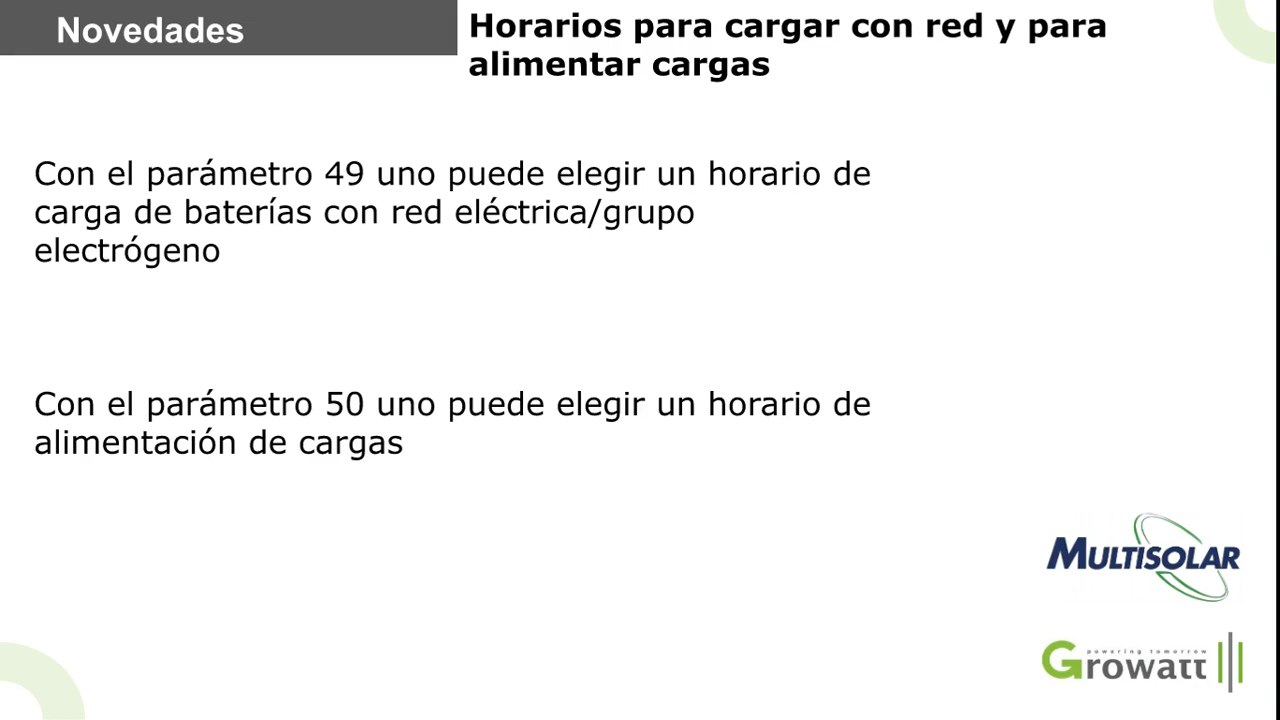 Novedades
Horarios para cargar con red y para
alimentar cargas
Con el parámetro 49 uno puede elegir un horario de
carga de baterías con red eléctrica/grupo
electrógeno
Con el parámetro 50 uno puede elegir un horario de
alimentación de cargas
MULTISOLAR
powering tomorrow
Growatt